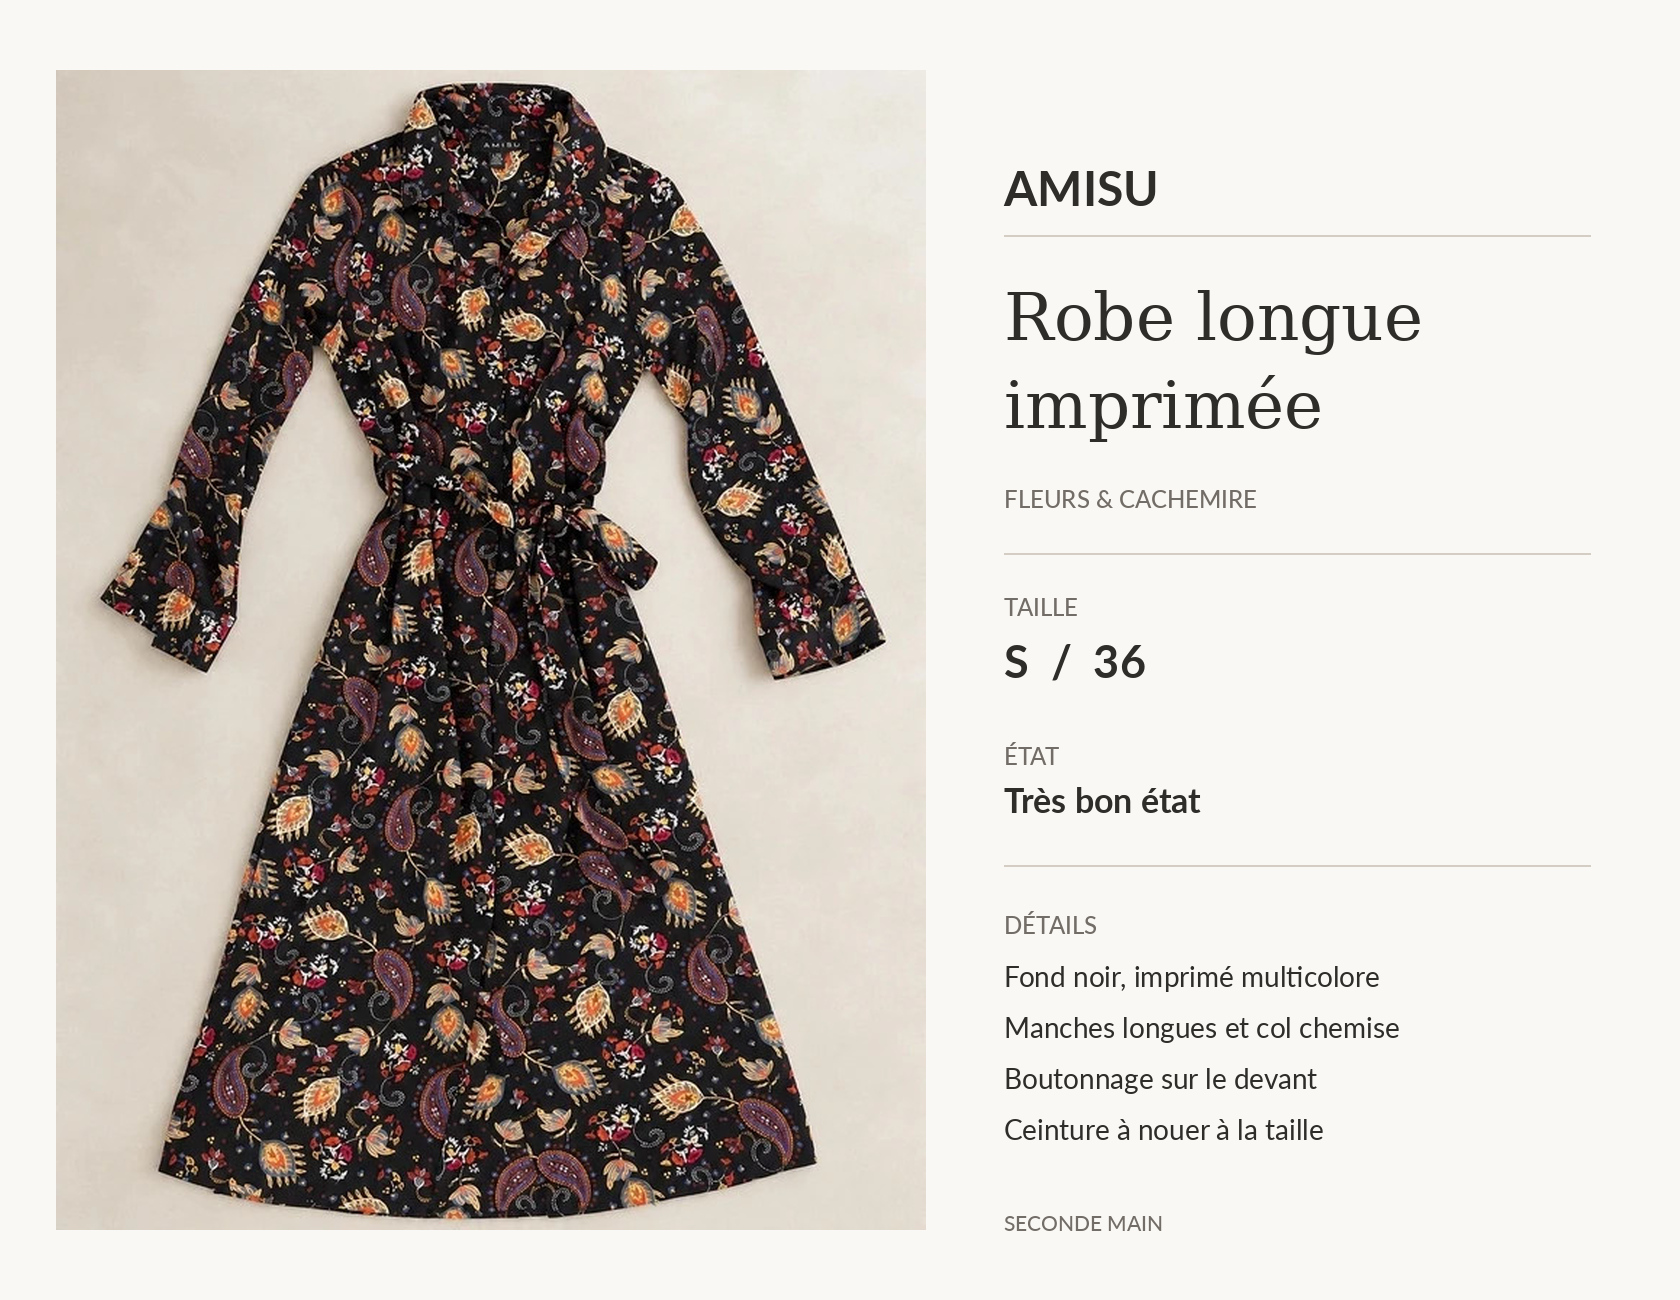 AMISU
AMISU
Robe longue
imprimée
FLEURS & CACHEMIRE
TAILLE
S / 36
ÉTAT
Très bon état
DÉTAILS
Fond noir, imprimé multicolore
Manches longues et col chemise
Boutonnage sur le devant
Ceinture à nouer à la taille
SECONDE MAIN